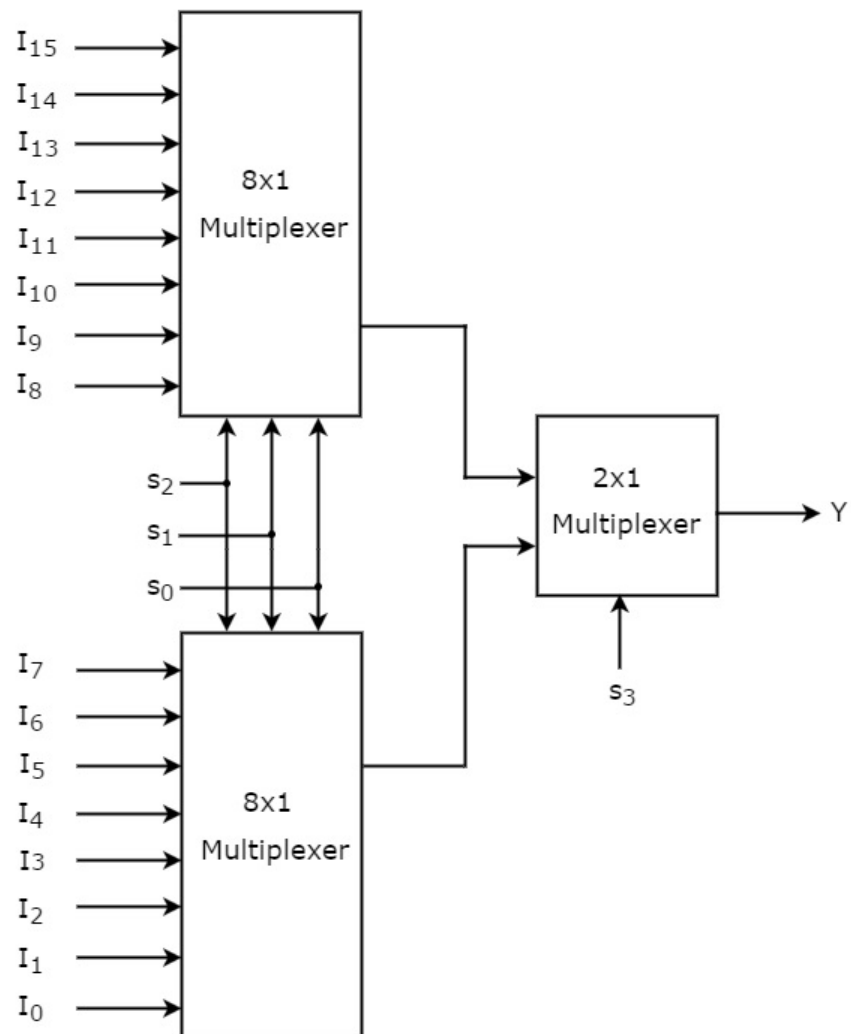 I15
I14
I13
I12
I11
I10
I9
I8
8x1
Multiplexer
s2
s1
s0
2x1
Multiplexer
Y
s3
I7
I6
I5
I4
I3
I2
I1
I0
8x1
Multiplexer